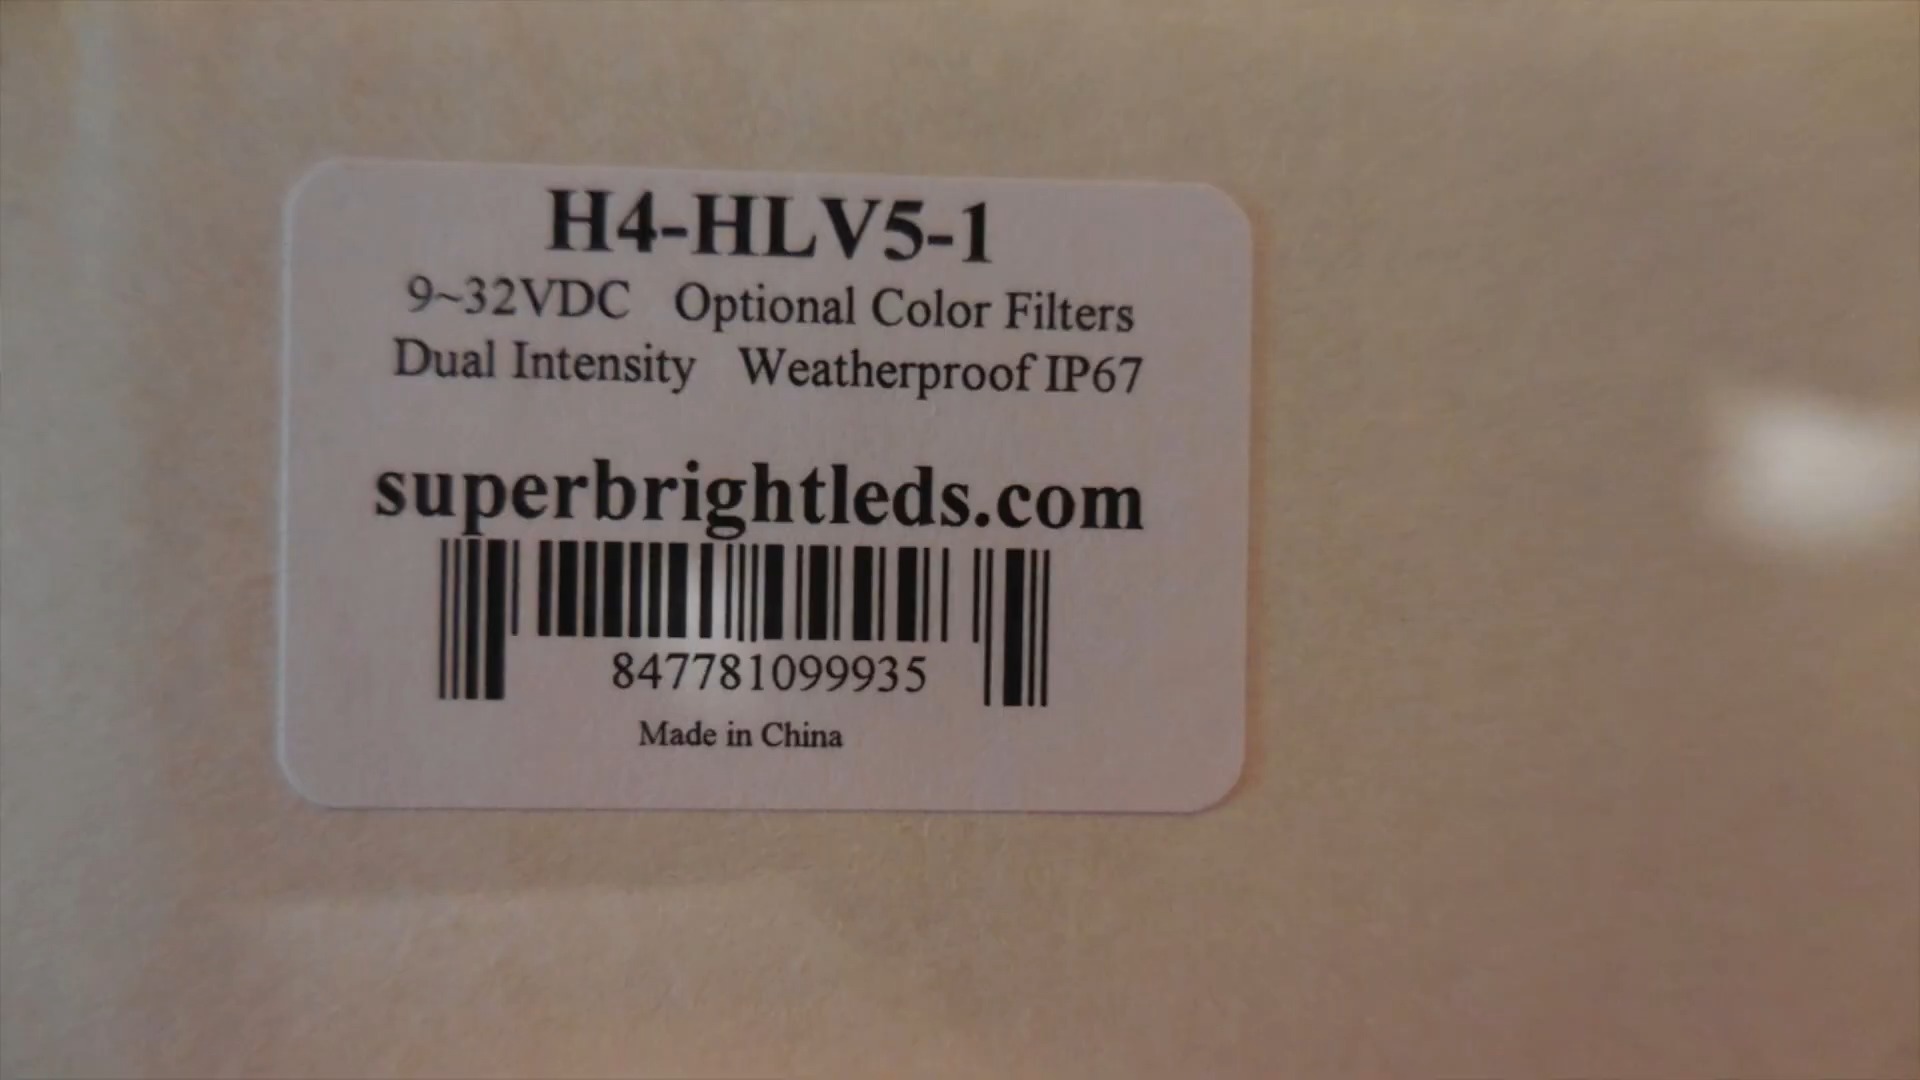 H4-HLV5-1
9~32VDC Optional Color Filters
Dual Intensity Weatherproof IP67
superbrightleds.com
847781099935
Made in China